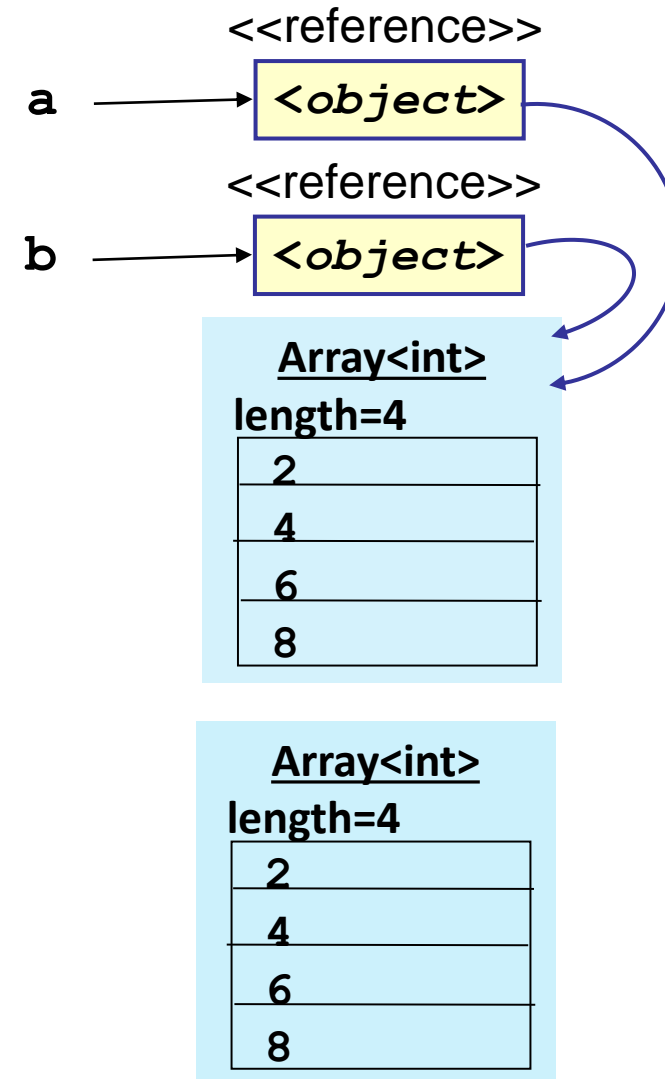 <<reference>>
a <object>
<<reference>>
b <object>
Array<int>
length=4
2
4
6
8
Array<int>
length=4
2
4
6
8